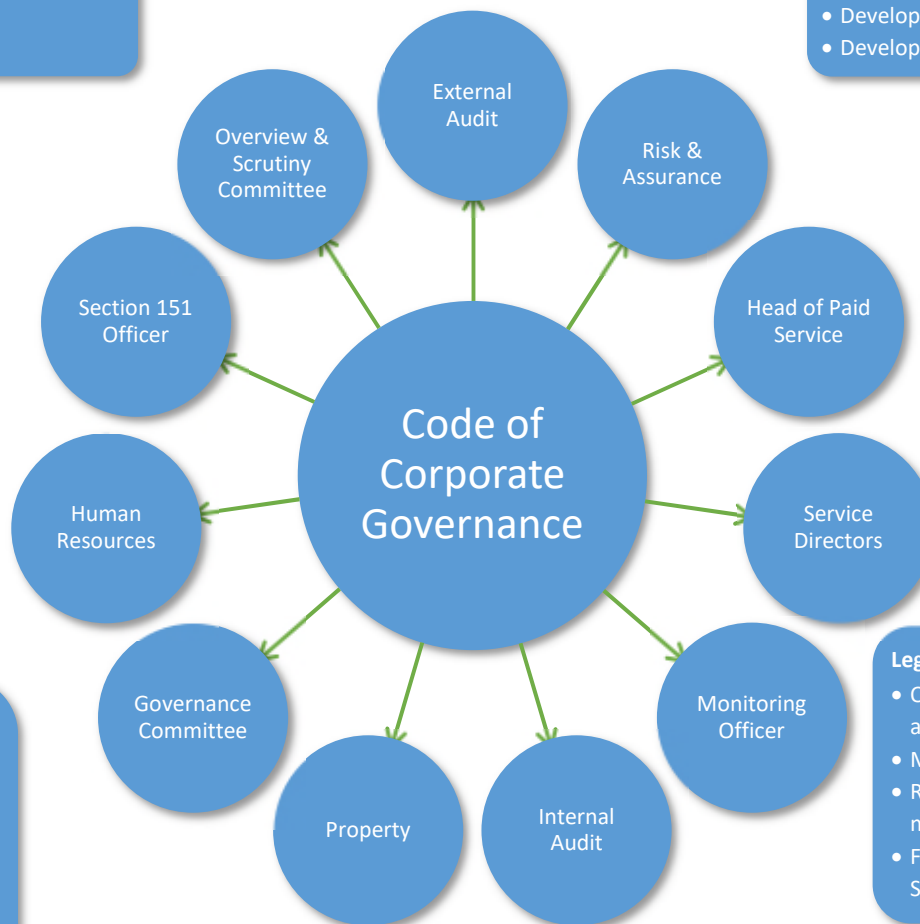 • Develop
• Develop
External
Audit
Overview &
Scrutiny
Committee
Risk &
Assurance
Section 151
Officer
Head of Paid
Service
Code of
Corporate
Governance
Human
Resources
Service
Directors
Leg
• C
a
• M
• R
m
• F
S
Governance
Committee
Monitoring
Officer
Property
Internal
Audit